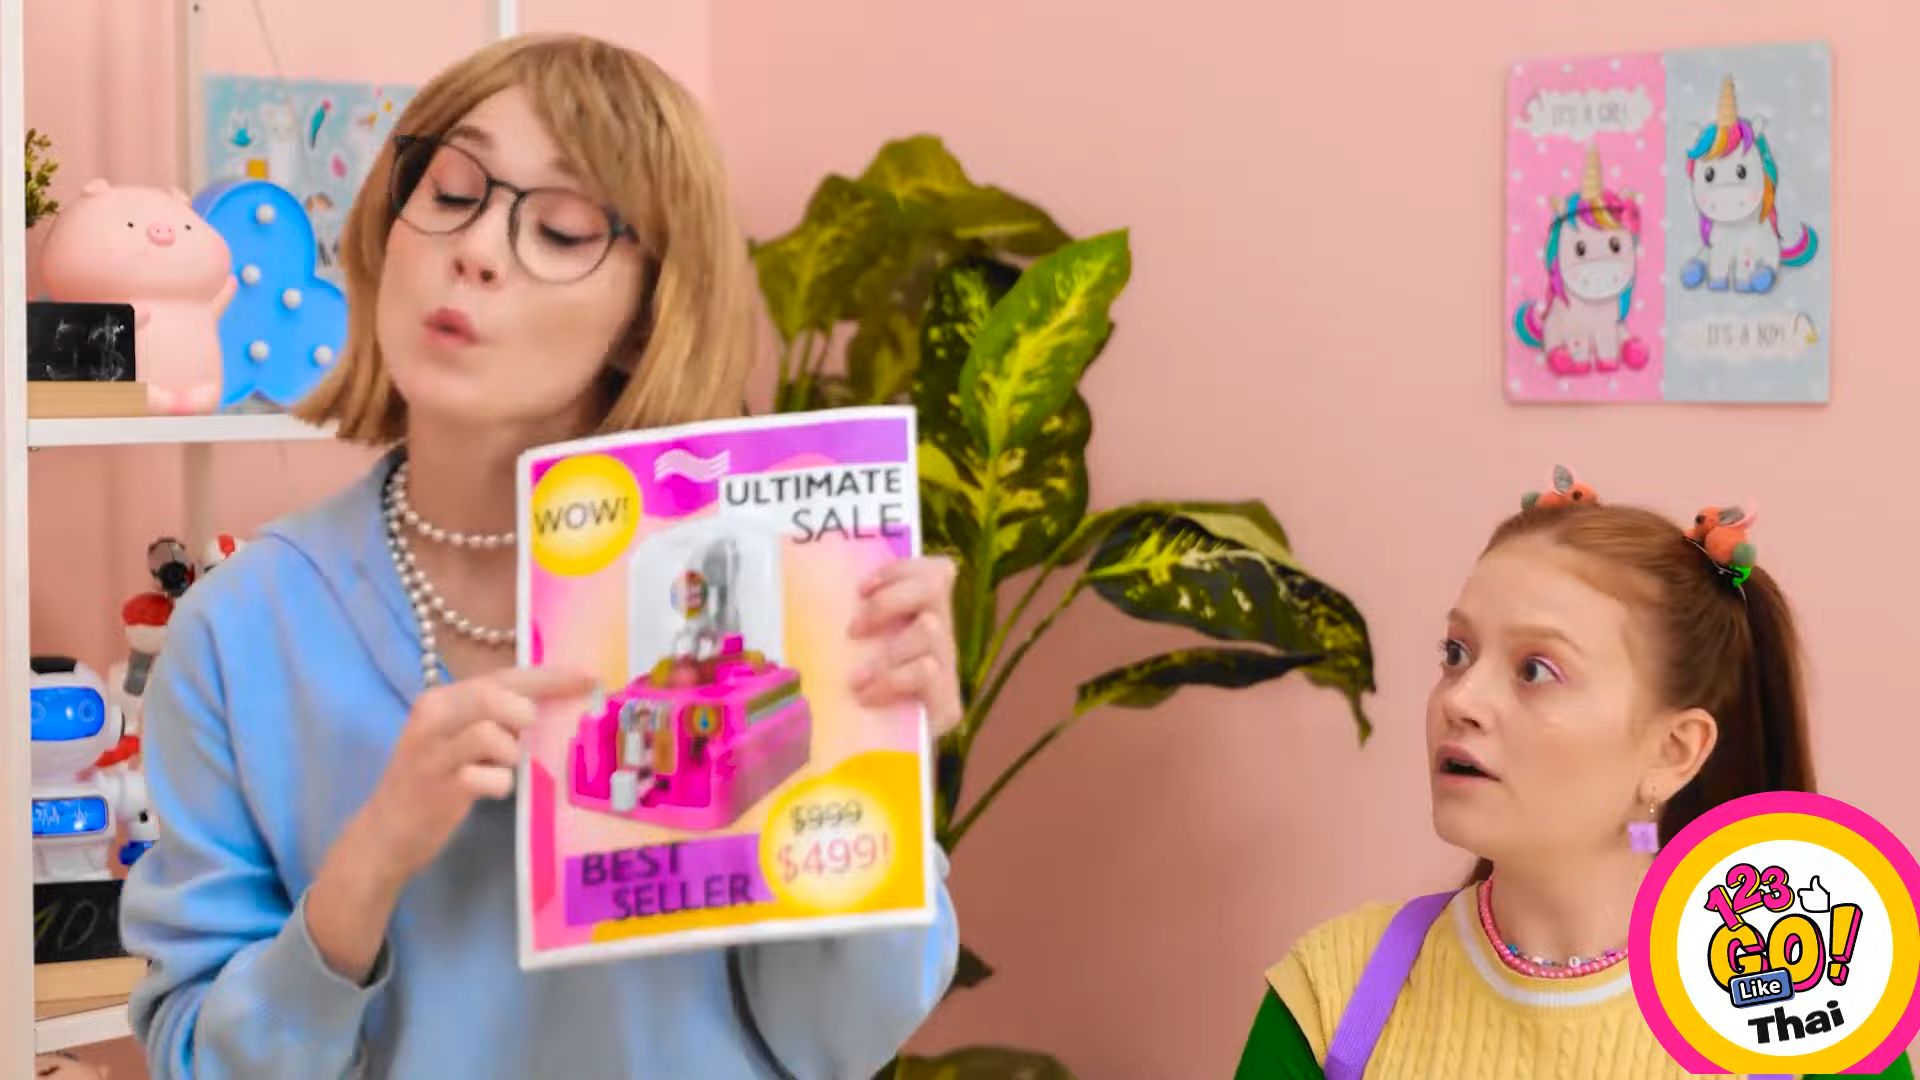 IT'S A GIRL!
IT'S A BOY!
WOW!
ULTIMATE
SALE
$999
$499!
BEST
SELLER
123
GO!
Like
Thai